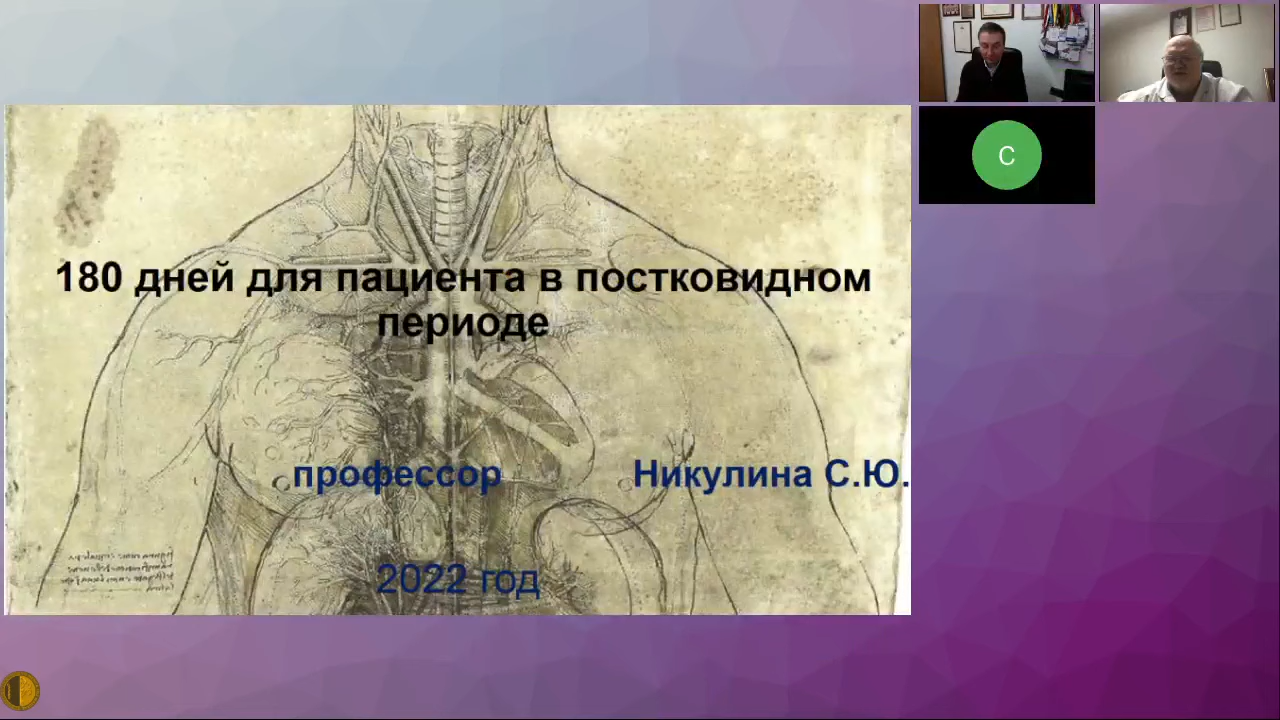 180 дней для пациента в постковидном
периоде
профессор Никулина С.Ю.
2022 год
C